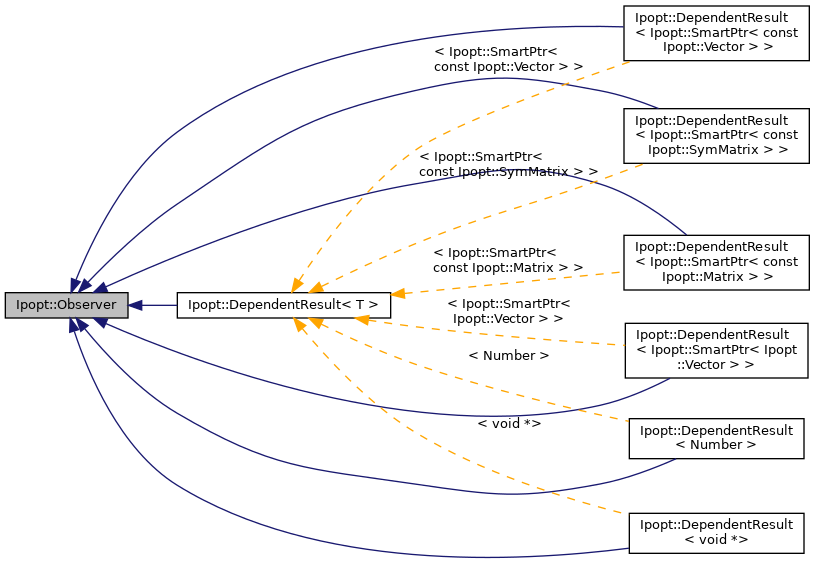 Ipopt::DependentResult
< Ipopt::SmartPtr< const
Ipopt::Vector > >
< Ipopt::SmartPtr<
const Ipopt::Vector > >
Ipopt::DependentResult
< Ipopt::SmartPtr< const
Ipopt::SymMatrix > >
< Ipopt::SmartPtr<
const Ipopt::SymMatrix > >
Ipopt::DependentResult
< Ipopt::SmartPtr< const
Ipopt::Matrix > >
< Ipopt::SmartPtr<
const Ipopt::Matrix > >
Ipopt::Observer
Ipopt::DependentResult< T >
< Ipopt::SmartPtr<
Ipopt::Vector > >
Ipopt::DependentResult
< Ipopt::SmartPtr< Ipopt
::Vector > >
< Number >
< void *>
Ipopt::DependentResult
< Number >
Ipopt::DependentResult
< void *>